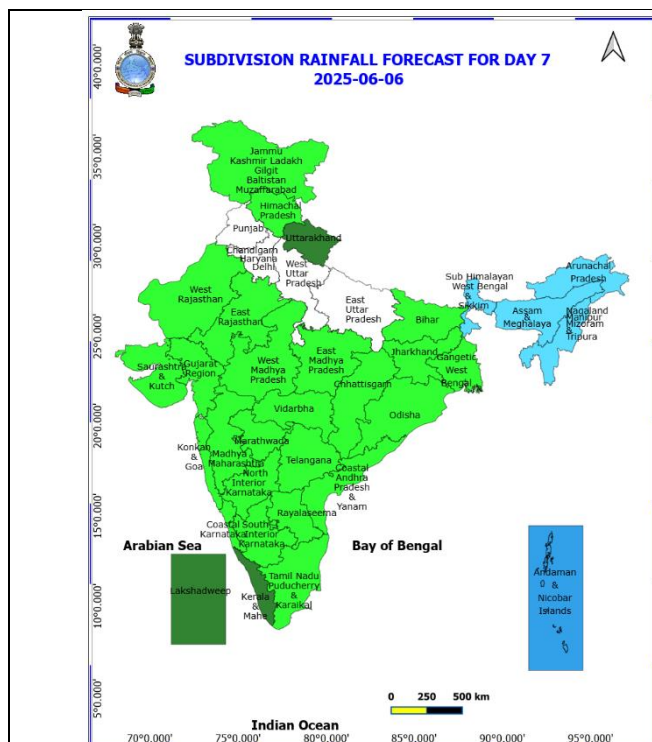 SUBDIVISION RAINFALL FORECAST FOR DAY 7
2025-06-06
40°0.000'
35°0.000'
30°0.000'
25°0.000'
20°0.000'
15°0.000'
10°0.000'
5°0.000'
Jammu
Kashmir Ladakh
Gilgit
Baltistan
Muzaffarabad
Himachal
Pradesh
Punjab
Uttarakhand
Chandigarh
Haryana
Delhi
West
Uttar
Pradesh
East
Uttar
Pradesh
West
Rajasthan
East
Rajasthan
Sub Himalayan
West Bengal
&
Sikkim
Arunachal
Pradesh
Assam
&
Meghalaya
Nagaland
Manipur
Mizoram
&
Tripura
Bihar
Jharkhand
Gangetic
West
Bengal
Saurashtra
&
Kutch
Gujarat
Region
West
Madhya
Pradesh
East
Madhya
Pradesh
Chhattisgarh
Odisha
Vidarbha
Konkan
&
Goa
Madhya
Maharashtra
Marathwada
Telangana
North
Interior
Karnataka
Coastal
Andhra
Pradesh
&
Yanam
Rayalaseema
Coastal
Karnataka
South
Interior
Karnataka
Arabian Sea
Bay of Bengal
Lakshadweep
Kerala
&
Mahe
Tamil Nadu
Puducherry
&
Karaikal
Andaman
&
Nicobar
Islands
0 250 500 km
Indian Ocean
70°0.000' 75°0.000' 80°0.000' 85°0.000' 90°0.000' 95°0.000'